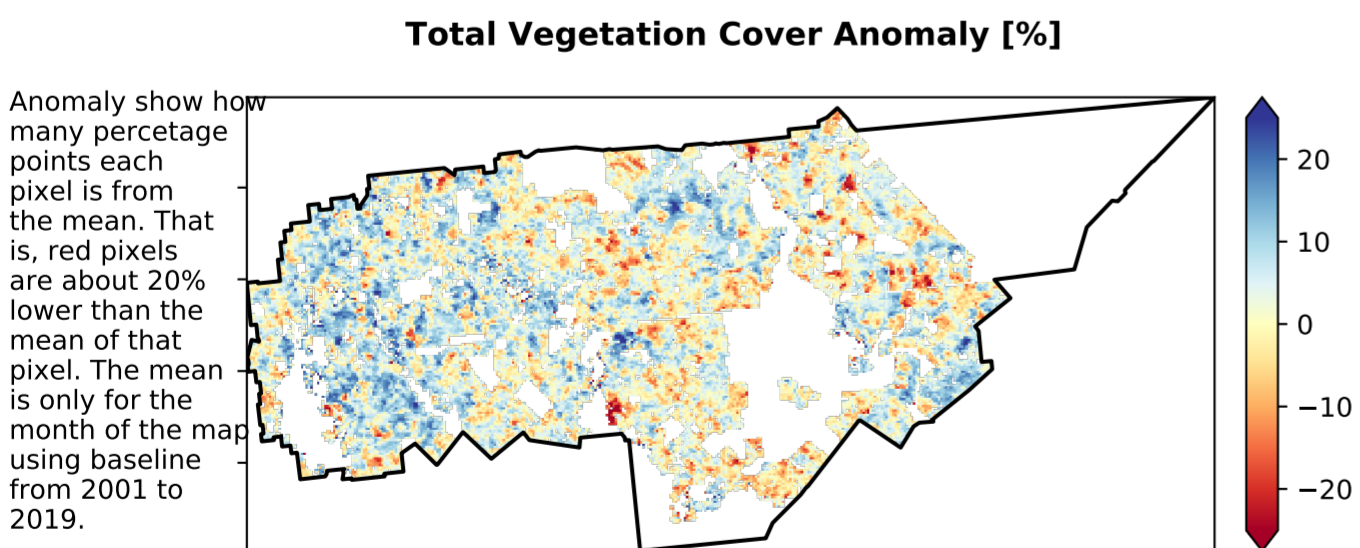 Total Vegetation Cover Anomaly [%]
Anomaly show how
many percetage
points each
pixel is from
the mean. That
is, red pixels
are about 20%
lower than the
mean of that
pixel. The mean
is only for the
month of the map
using baseline
from 2001 to
2019.
20
10
0
−10
−20